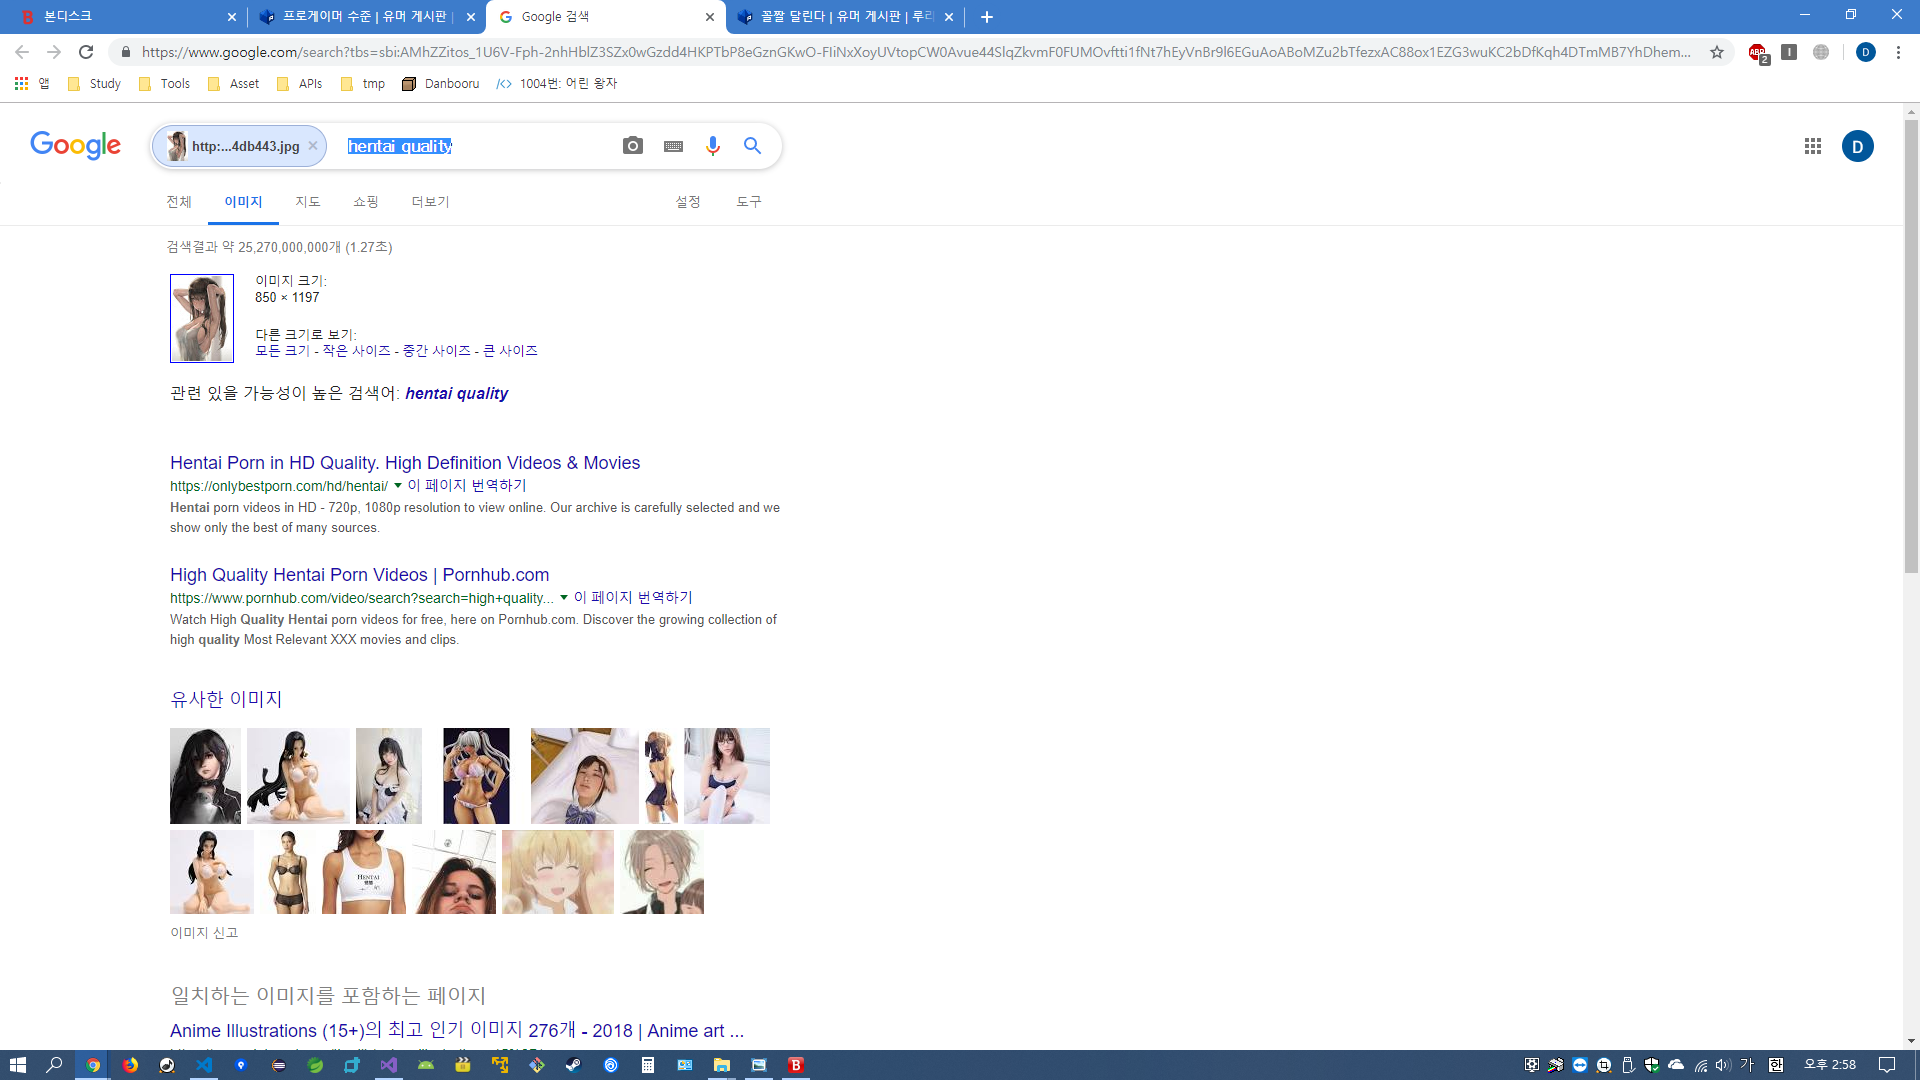 본디스크
프로게이머 수준 | 유머 게시판 |
Google 검색
꼴짤 달린다 | 유머 게시판 | 루리
https://www.google.com/search?tbs=sbi:
2
D
앱
Study
Tools
Asset
APIs
tmp
Danbooru
1004번: 어린 왕자
Google
http:...4db443.jpg
hentai quality
D
전체
이미지
지도
쇼핑
더보기
설정
도구
검색결과 약 25,270,000,000개 (1.27초)
이미지 크기:
850 × 1197
다른 크기로 보기:
모든 크기 - 작은 사이즈 - 중간 사이즈 - 큰 사이즈
관련 있을 가능성이 높은 검색어: hentai quality
Hentai Porn in HD Quality. High Definition Videos & Movies
https://onlybestporn.com/hd/hentai/ 이 페이지 번역하기
Hentai porn videos in HD - 720p, 1080p resolution to view online. Our archive is carefully selected and we
show only the best of many sources.
High Quality Hentai Porn Videos | Pornhub.com
https://www.pornhub.com/video/search?search=high+quality... 이 페이지 번역하기
Watch High Quality Hentai porn videos for free, here on Pornhub.com. Discover the growing collection of
high quality Most Relevant XXX movies and clips.
유사한 이미지
HENTAI
이미지 신고
일치하는 이미지를 포함하는 페이지
Anime Illustrations (15+)의 최고 인기 이미지 276개 - 2018 | Anime art ...
가
한
오후 2:58